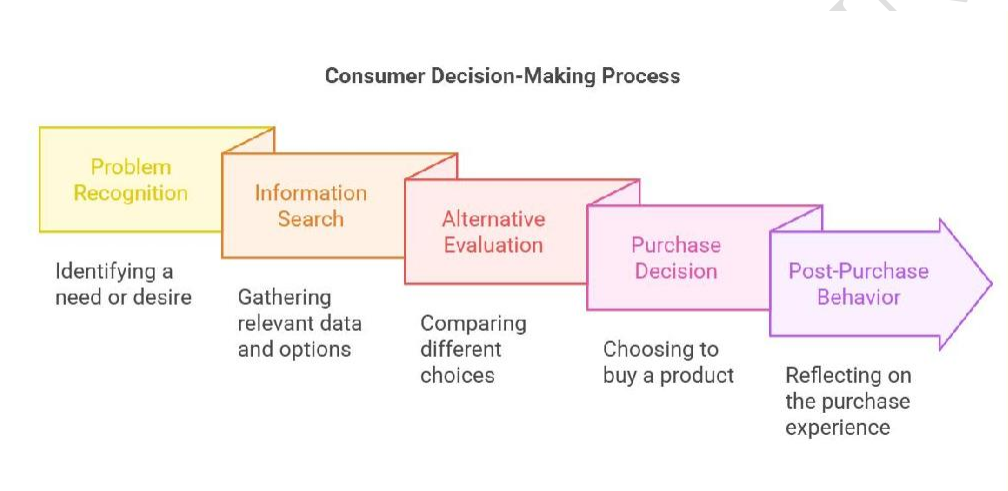 Consumer Decision-Making Process
Problem
Recognition
Identifying a
need or desire
Information
Search
Gathering
relevant data
and options
Alternative
Evaluation
Comparing
different
choices
Purchase
Decision
Choosing to
buy a product
Post-Purchase
Behavior
Reflecting on
the purchase
experience